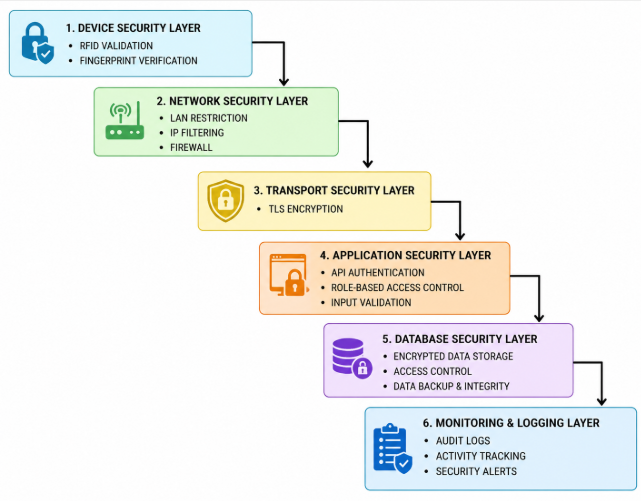 1. DEVICE SECURITY LAYER
• RFID VALIDATION
• FINGERPRINT VERIFICATION
2. NETWORK SECURITY LAYER
• LAN RESTRICTION
• IP FILTERING
• FIREWALL
3. TRANSPORT SECURITY LAYER
• TLS ENCRYPTION
4. APPLICATION SECURITY LAYER
• API AUTHENTICATION
• ROLE-BASED ACCESS CONTROL
• INPUT VALIDATION
5. DATABASE SECURITY LAYER
• ENCRYPTED DATA STORAGE
• ACCESS CONTROL
• DATA BACKUP & INTEGRITY
6. MONITORING & LOGGING LAYER
• AUDIT LOGS
• ACTIVITY TRACKING
• SECURITY ALERTS